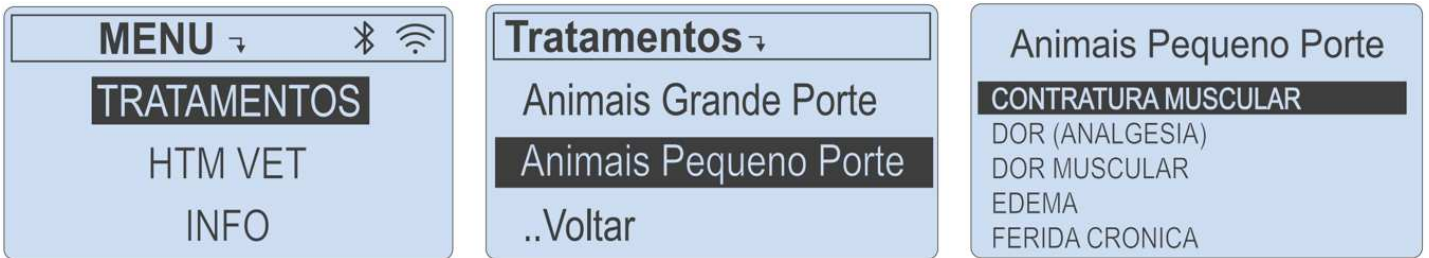 MENU
TRATAMENTOS
HTM VET
INFO
Tratamentos
Animais Grande Porte
Animais Pequeno Porte
..Voltar
Animais Pequeno Porte
CONTRATURA MUSCULAR
DOR (ANALGESIA)
DOR MUSCULAR
EDEMA
FERIDA CRONICA